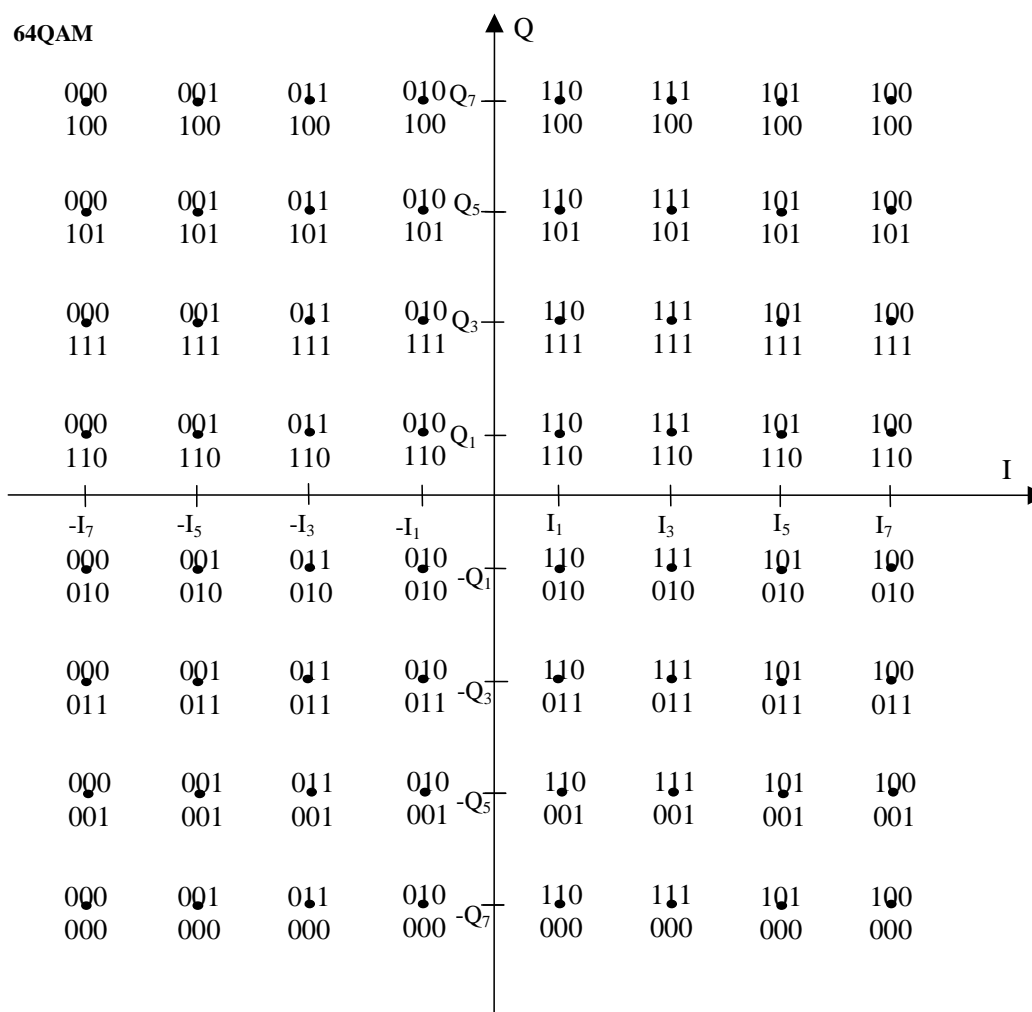 64QAM
Q
000 001 011 010 Q7 110 111 101 100
100 100 100 100 100 100 100 100
000 001 011 010 Q5 110 111 101 100
101 101 101 101 101 101 101 101
000 001 011 010 Q3 110 111 101 100
111 111 111 111 111 111 111 111
000 001 011 010 Q1 110 111 101 100
110 110 110 110 110 110 110 110
I
-I7 -I5 -I3 -I1 I1 I3 I5 I7
000 001 011 010 -Q1 110 111 101 100
010 010 010 010 010 010 010 010
000 001 011 010 -Q3 110 111 101 100
011 011 011 011 011 011 011 011
000 001 011 010 -Q5 110 111 101 100
001 001 001 001 001 001 001 001
000 001 011 010 -Q7 110 111 101 100
000 000 000 000 000 000 000 000